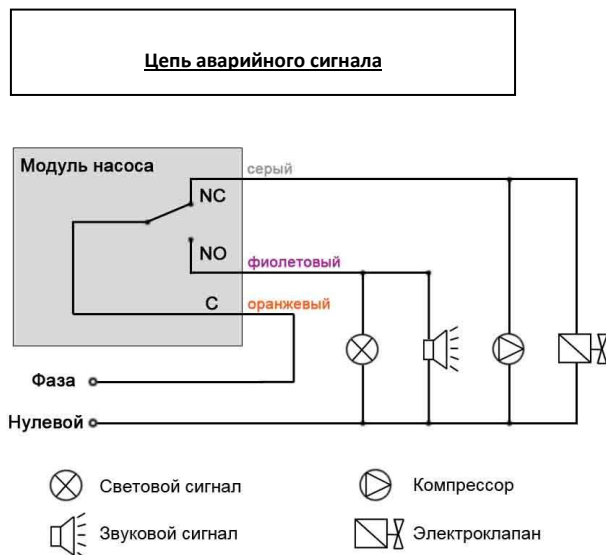 Цепь аварийного сигнала
Модуль насоса
серый
NC
NO
фиолетовый
C
оранжевый
Фаза
Нулевой
Световой сигнал
Компрессор
Звуковой сигнал
Электроклапан